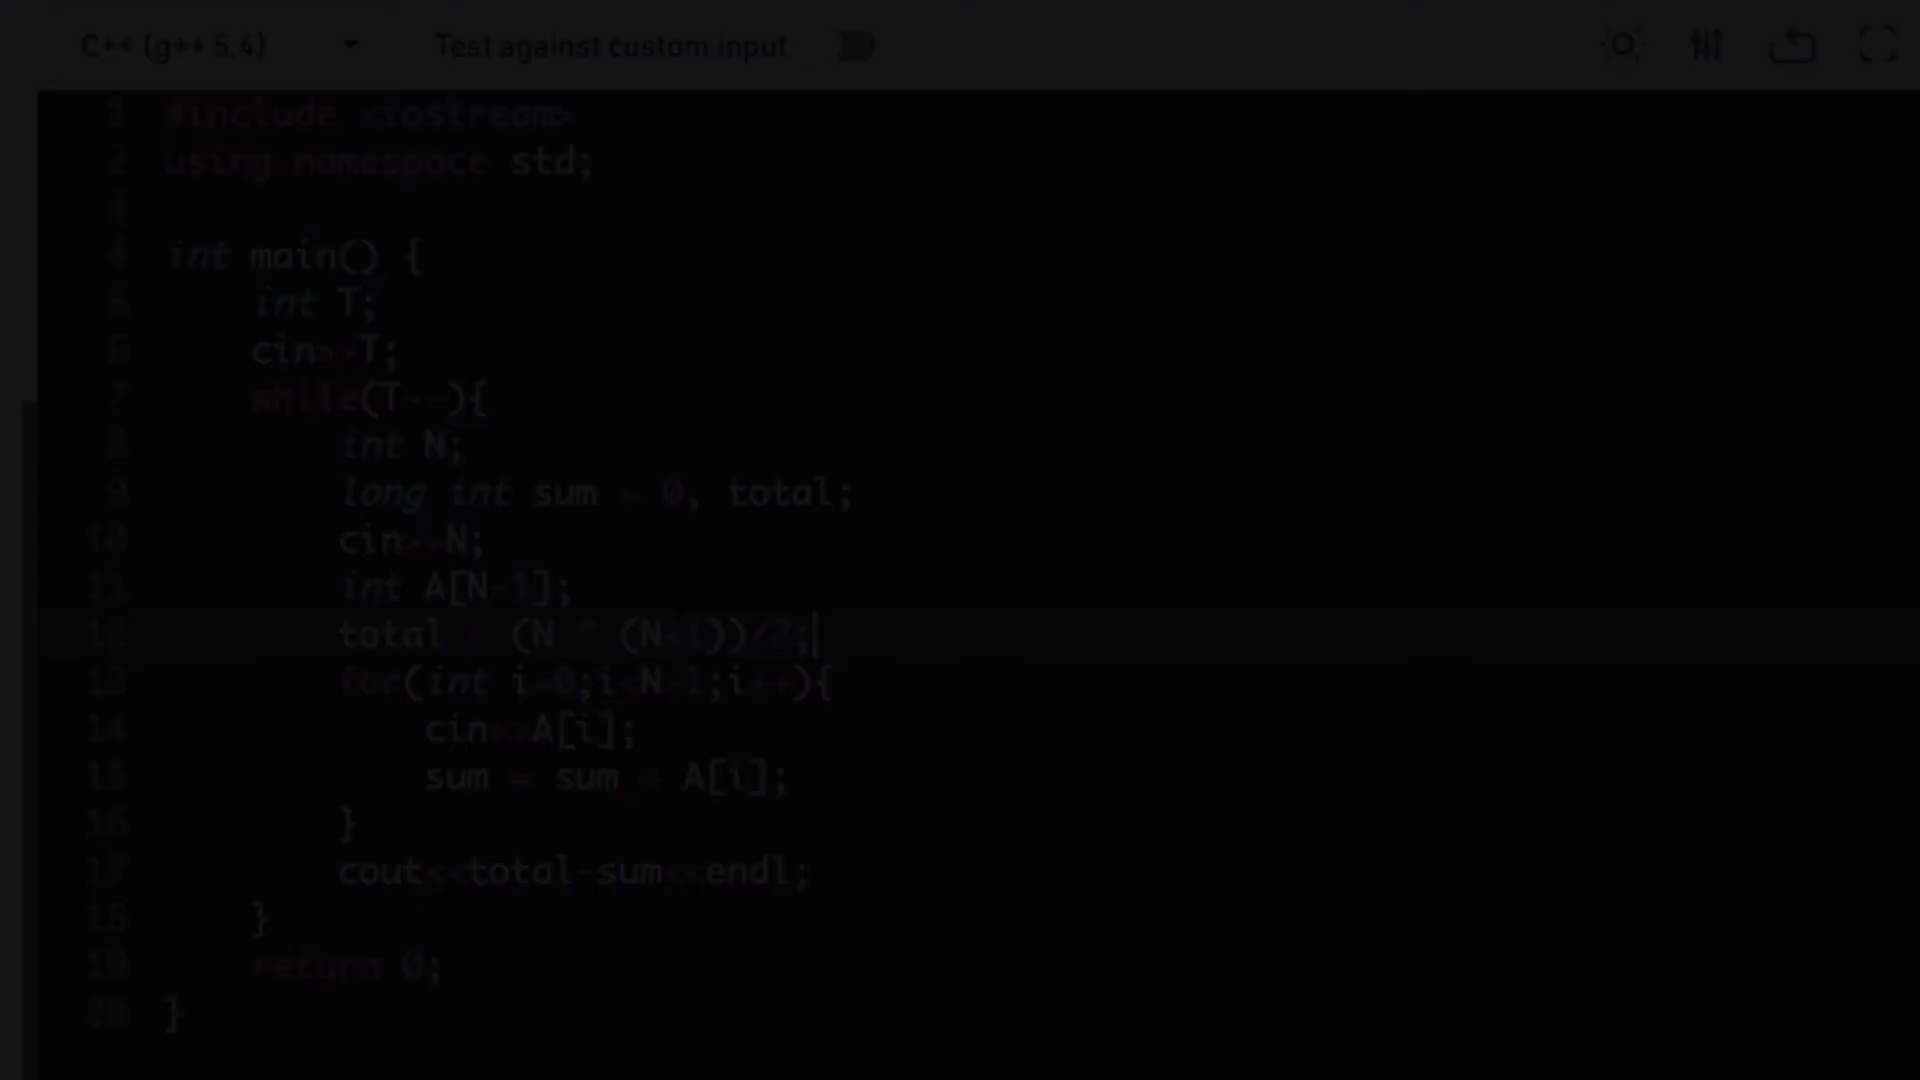 C++ (g++ 5.4) Test against custom input
1 #include <iostream>
2 using namespace std;
3
4 int main() {
5 int T;
6 cin>>T;
7 while(T--){
8 int N;
9 long int sum = 0, total;
10 cin>>N;
11 int A[N-1];
12 total = (N * (N+1))/2;
13 for(int i=0;i<N-1;i++){
14 cin>>A[i];
15 sum = sum + A[i];
16 }
17 cout<<total-sum<<endl;
18 }
19 return 0;
20 }